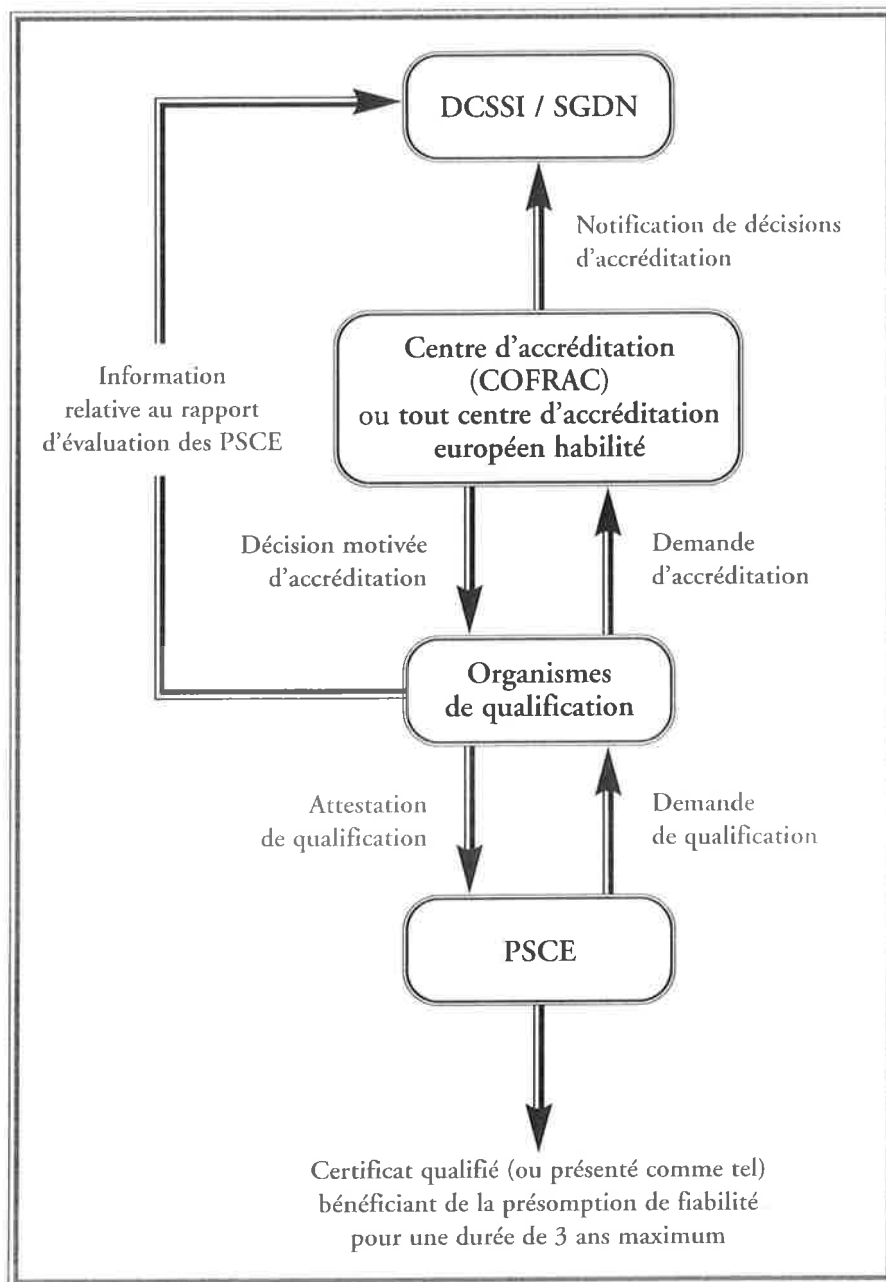 DCSSI / SGDN
Notification de décisions
d'accréditation
Centre d'accréditation
(COFRAC)
ou tout centre d'accréditation
européen habilité
Information
relative au rapport
d'évaluation des PSCE
Décision motivée
d'accréditation
Demande
d'accréditation
Organismes
de qualification
Attestation
de qualification
Demande
de qualification
PSCE
Certificat qualifié (ou présenté comme tel)
bénéficiant de la présomption de fiabilité
pour une durée de 3 ans maximum